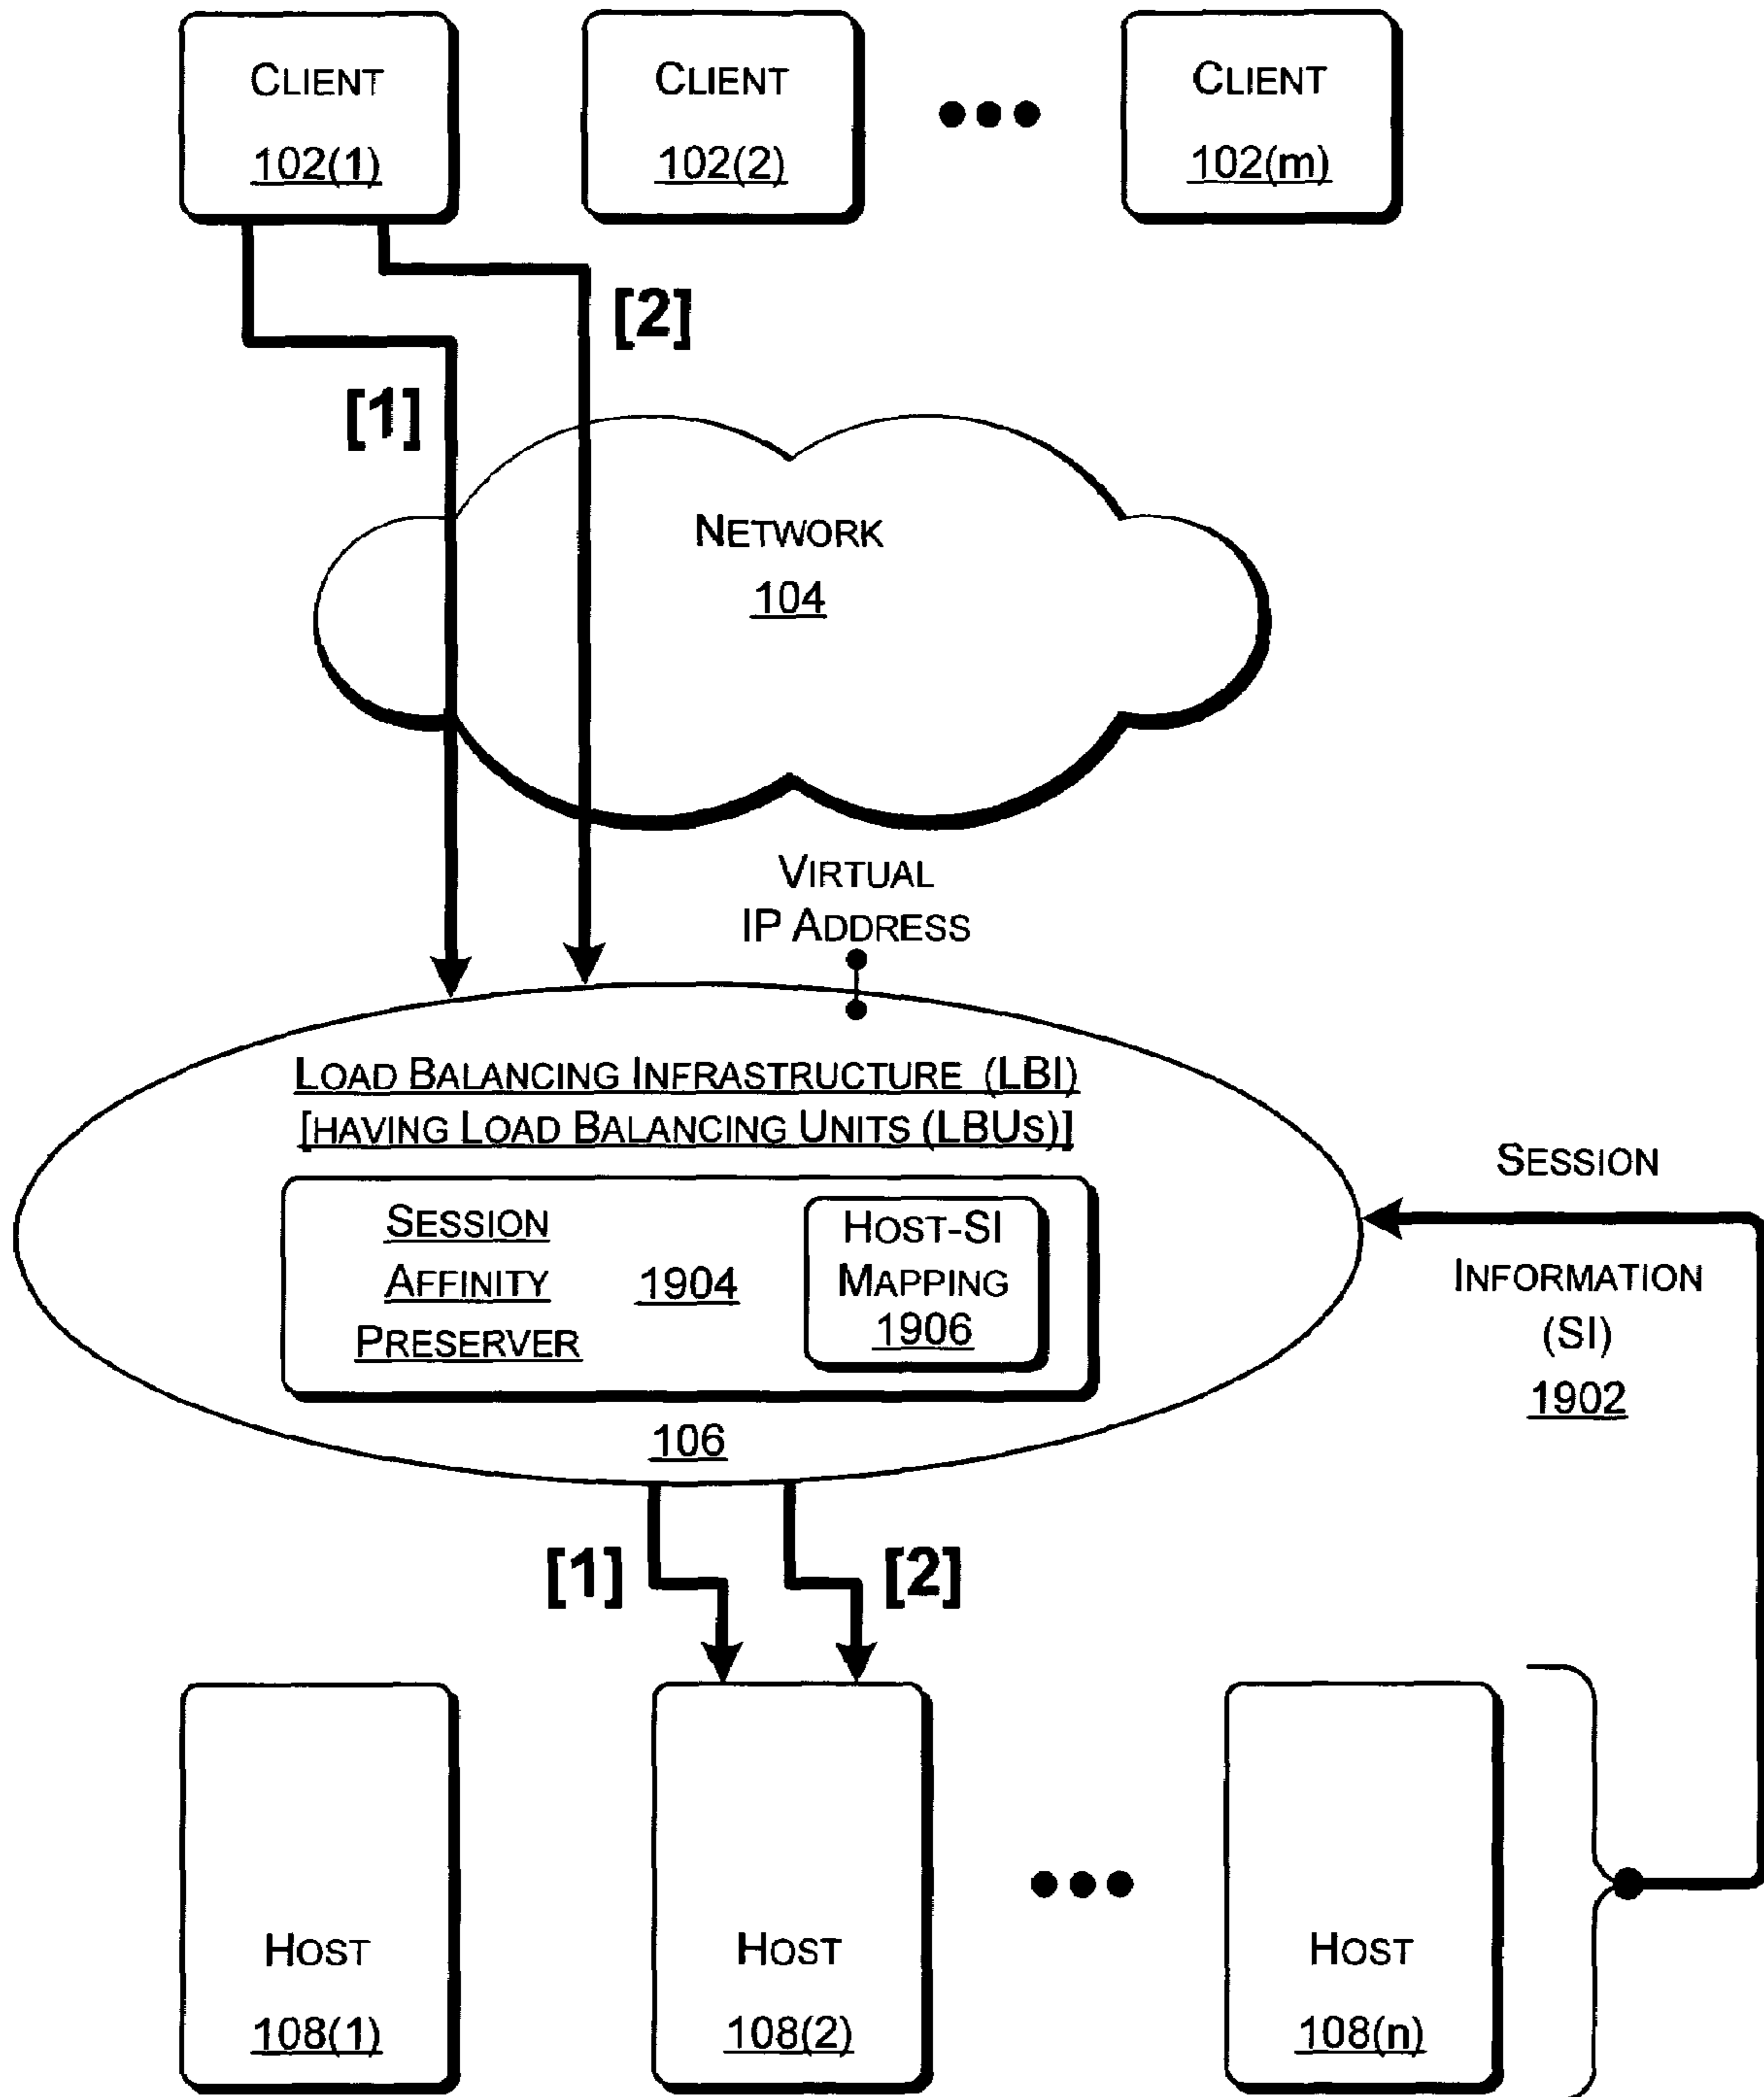 CLIENT
102(1)
CLIENT
102(2)
CLIENT
102(m)
[2]
[1]
NETWORK
104
VIRTUAL
IP ADDRESS
LOAD BALANCING INFRASTRUCTURE (LBI)
[HAVING LOAD BALANCING UNITS (LBUS)]
SESSION
AFFINITY
PRESERVER
1904
HOST-SI
MAPPING
1906
106
SESSION
INFORMATION
(SI)
1902
[1]
[2]
HOST
108(1)
HOST
108(2)
HOST
108(n)